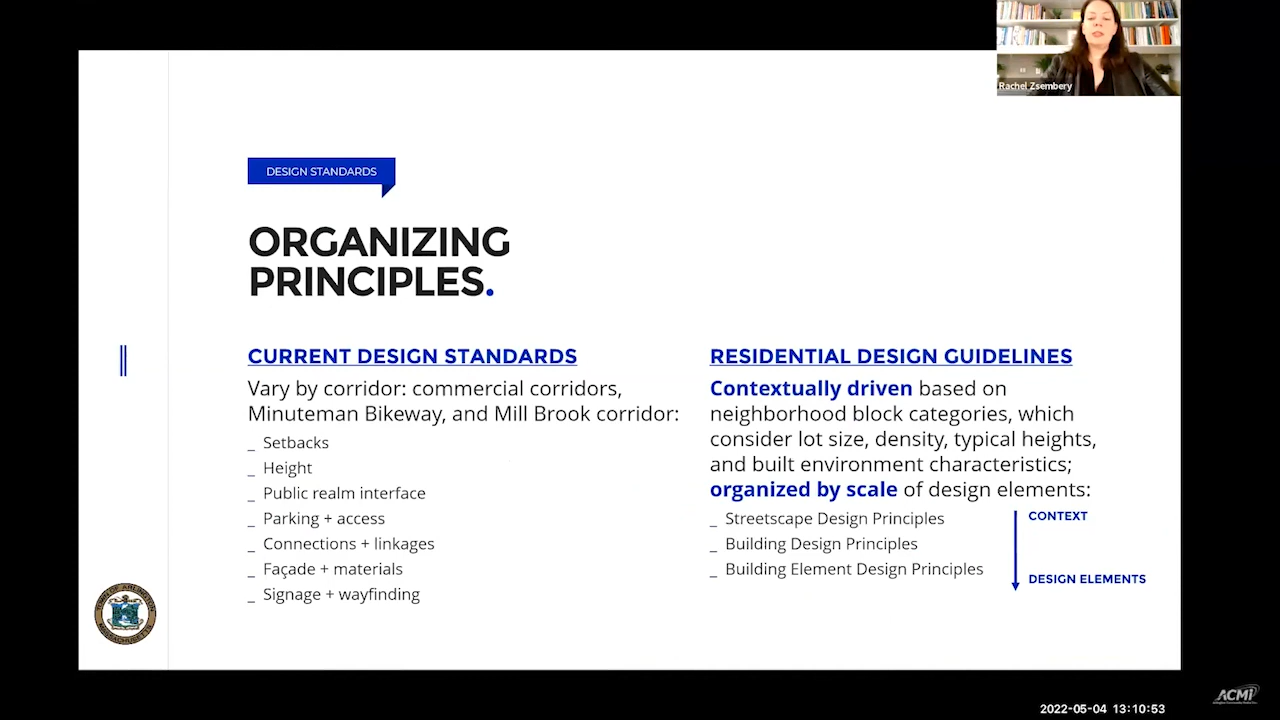 Rachel Zsembery
DESIGN STANDARDS
ORGANIZING
PRINCIPLES.
CURRENT DESIGN STANDARDS
Vary by corridor: commercial corridors,
Minuteman Bikeway, and Mill Brook corridor:
_ Setbacks
_ Height
_ Public realm interface
_ Parking + access
_ Connections + linkages
_ Façade + materials
_ Signage + wayfinding
RESIDENTIAL DESIGN GUIDELINES
Contextually driven based on
neighborhood block categories, which
consider lot size, density, typical heights,
and built environment characteristics;
organized by scale of design elements:
_ Streetscape Design Principles
_ Building Design Principles
_ Building Element Design Principles
CONTEXT
DESIGN ELEMENTS
TOWN OF ARLINGTON
MASSACHUSETTS
ACMi
2022-05-04 13:10:53